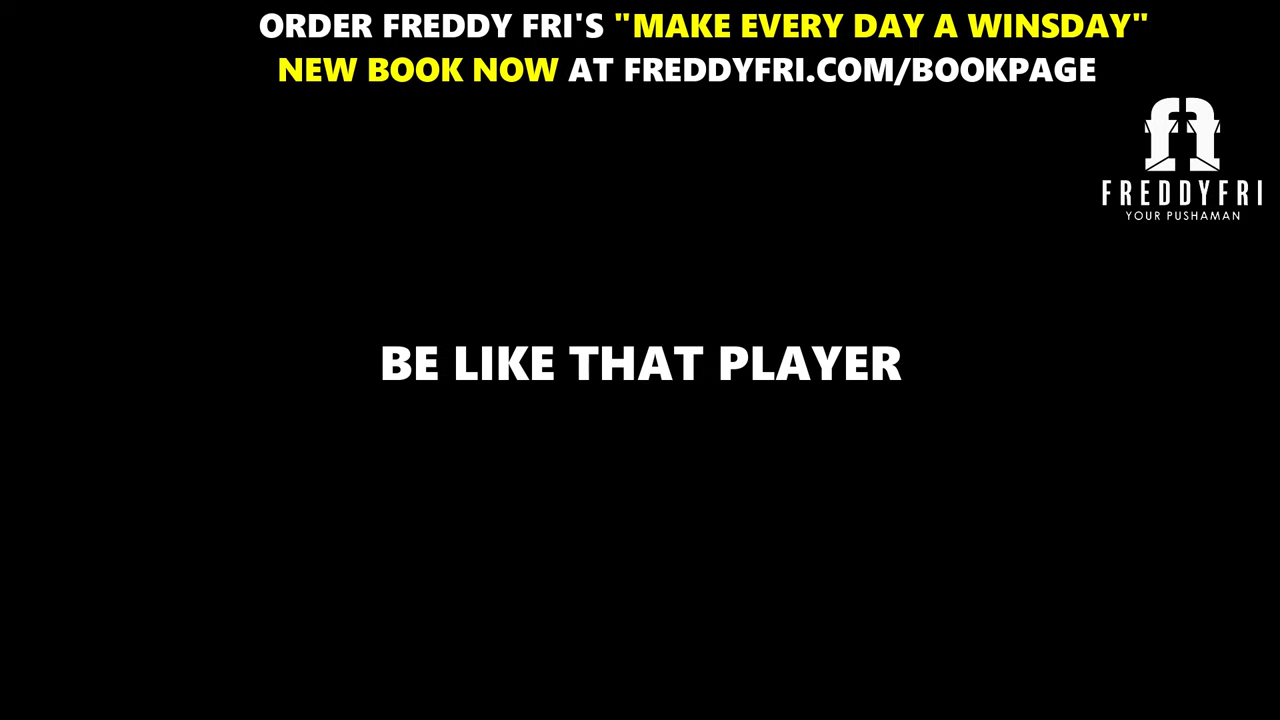 ORDER FREDDY FRI'S "MAKE EVERY DAY A WINSDAY"
NEW BOOK NOW AT FREDDYFRI.COM/BOOKPAGE
FREDDYFRI
YOUR PUSHAMAN
BE LIKE THAT PLAYER